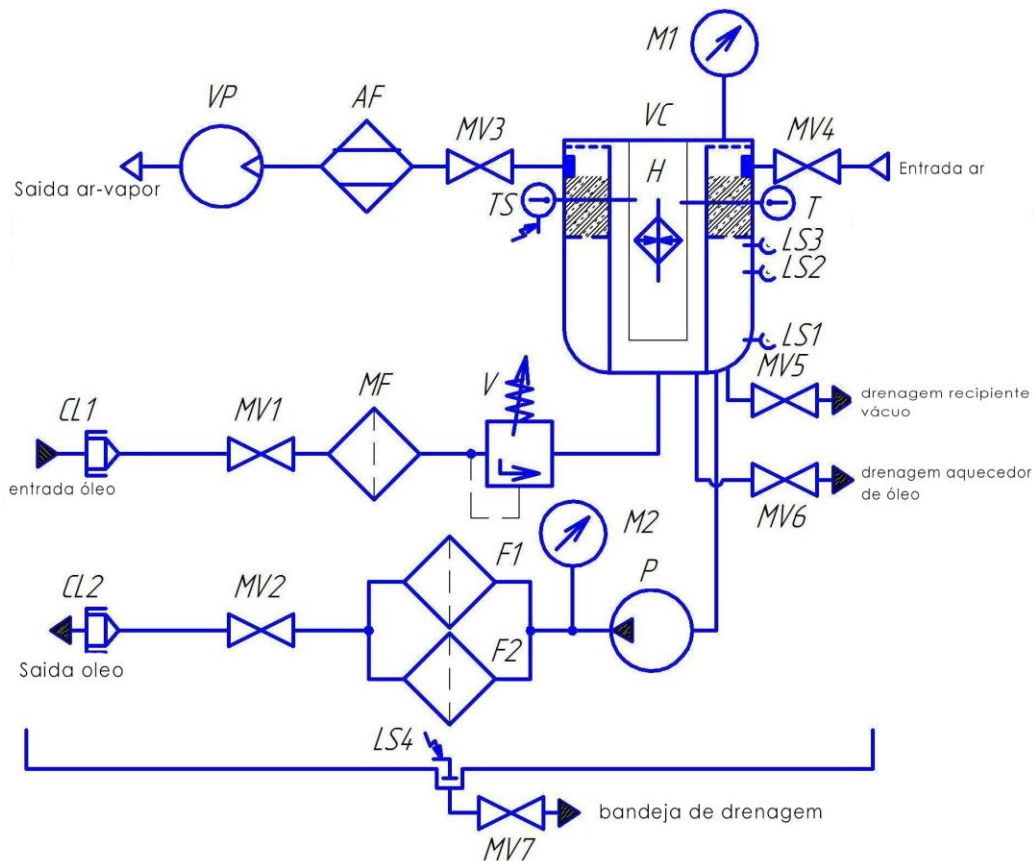 M1
VP
AF
MV3
VC
MV4
Saida ar-vapor
Entrada ar
H
TS
T
LS3
LS2
LS1
MV5
drenagem recipiente
vácuo
CL1
MV1
MF
V
entrada óleo
drenagem aquecedor
de óleo
MV6
M2
CL2
MV2
F1
P
F2
Saida oleo
LS4
bandeja de drenagem
MV7